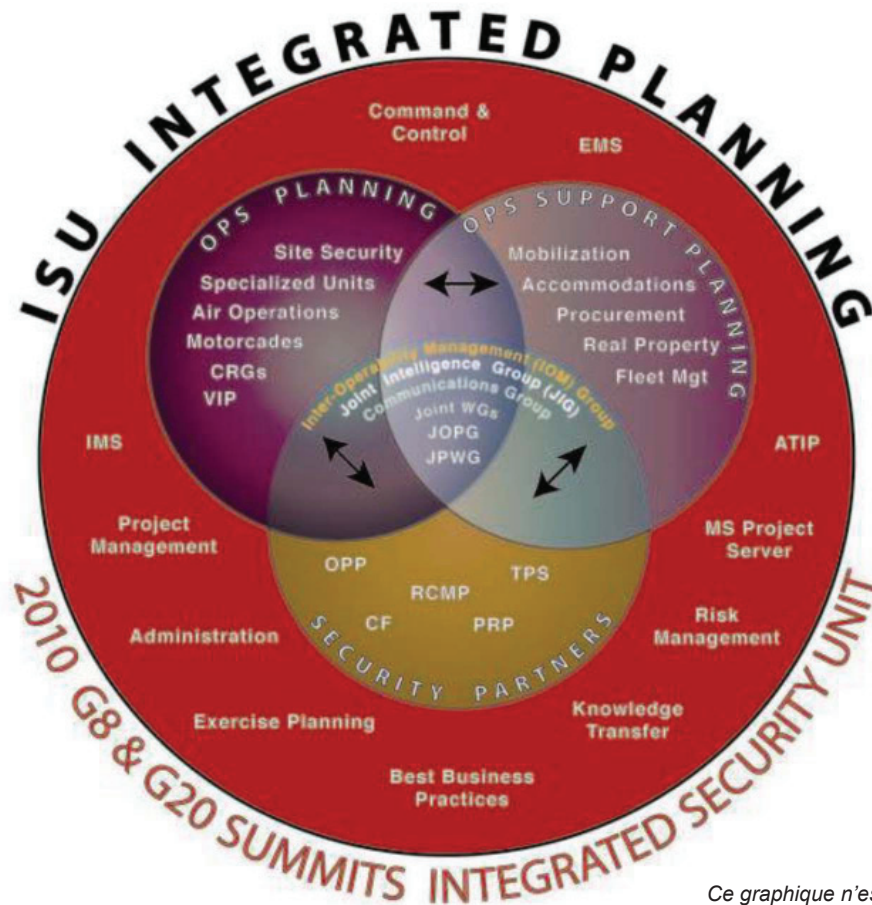 ISU INTEGRATED PLANNING
Command &
Control
EMS
OPS PLANNING
Site Security
Specialized Units
Air Operations
Motorcades
CRGs
VIP
OPS SUPPORT PLANNING
Mobilization
Accommodations
Procurement
Real Property
Fleet Mgt
Inter-Operability Management (IOM) Group
Joint Intelligence Group (JIG)
Communications Group
Joint WGs
JOPG
JPWG
IMS
ATIP
Project
Management
MS Project
Server
OPP
TPS
RCMP
CF
PRP
SECURITY PARTNERS
Administration
Risk
Management
Exercise Planning
Knowledge
Transfer
Best Business
Practices
2010 G8 & G20 SUMMITS INTEGRATED SECURITY UNIT
Ce graphique n'es